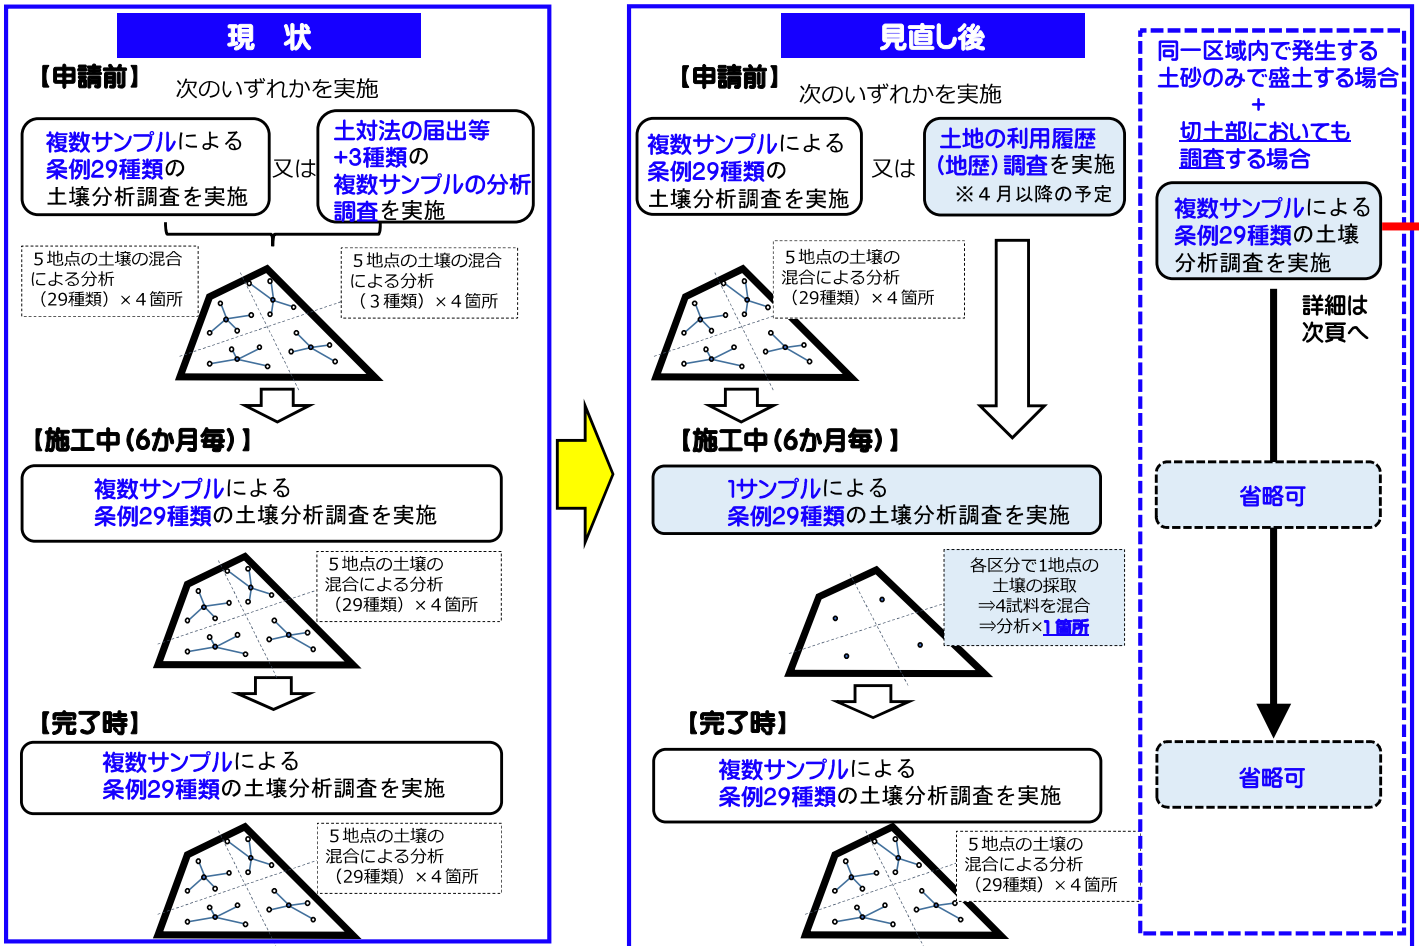 現　状
【申請前】
次のいずれかを実施
複数サンプルによる
条例29種類の
土壌分析調査を実施
又は
土対法の届出等
+3種類の
複数サンプルの分析
調査を実施
５地点の土壌の混合
による分析
（29種類）×４箇所
５地点の土壌の混合
による分析
（３種類）×４箇所
【施工中（6か月毎）】
複数サンプルによる
条例29種類の土壌分析調査を実施
５地点の土壌の
混合による分析
（29種類）×４箇所
【完了時】
複数サンプルによる
条例29種類の土壌分析調査を実施
５地点の土壌の
混合による分析
（29種類）×４箇所
見直し後
【申請前】
次のいずれかを実施
複数サンプルによる
条例29種類の
土壌分析調査を実施
又は
土地の利用履歴
（地歴）調査を実施
※４月以降の予定
５地点の土壌の
混合による分析
（29種類）×４箇所
【施工中（6か月毎）】
1サンプルによる
条例29種類の土壌分析調査を実施
各区分で1地点の
土壌の採取
⇒4試料を混合
⇒分析×１箇所
【完了時】
複数サンプルによる
条例29種類の土壌分析調査を実施
５地点の土壌の
混合による分析
（29種類）×４箇所
同一区域内で発生する
土砂のみで盛土する場合
+
切土部においても
調査する場合
複数サンプルによる
条例29種類の土壌
分析調査を実施
詳細は
次頁へ
省略可
省略可